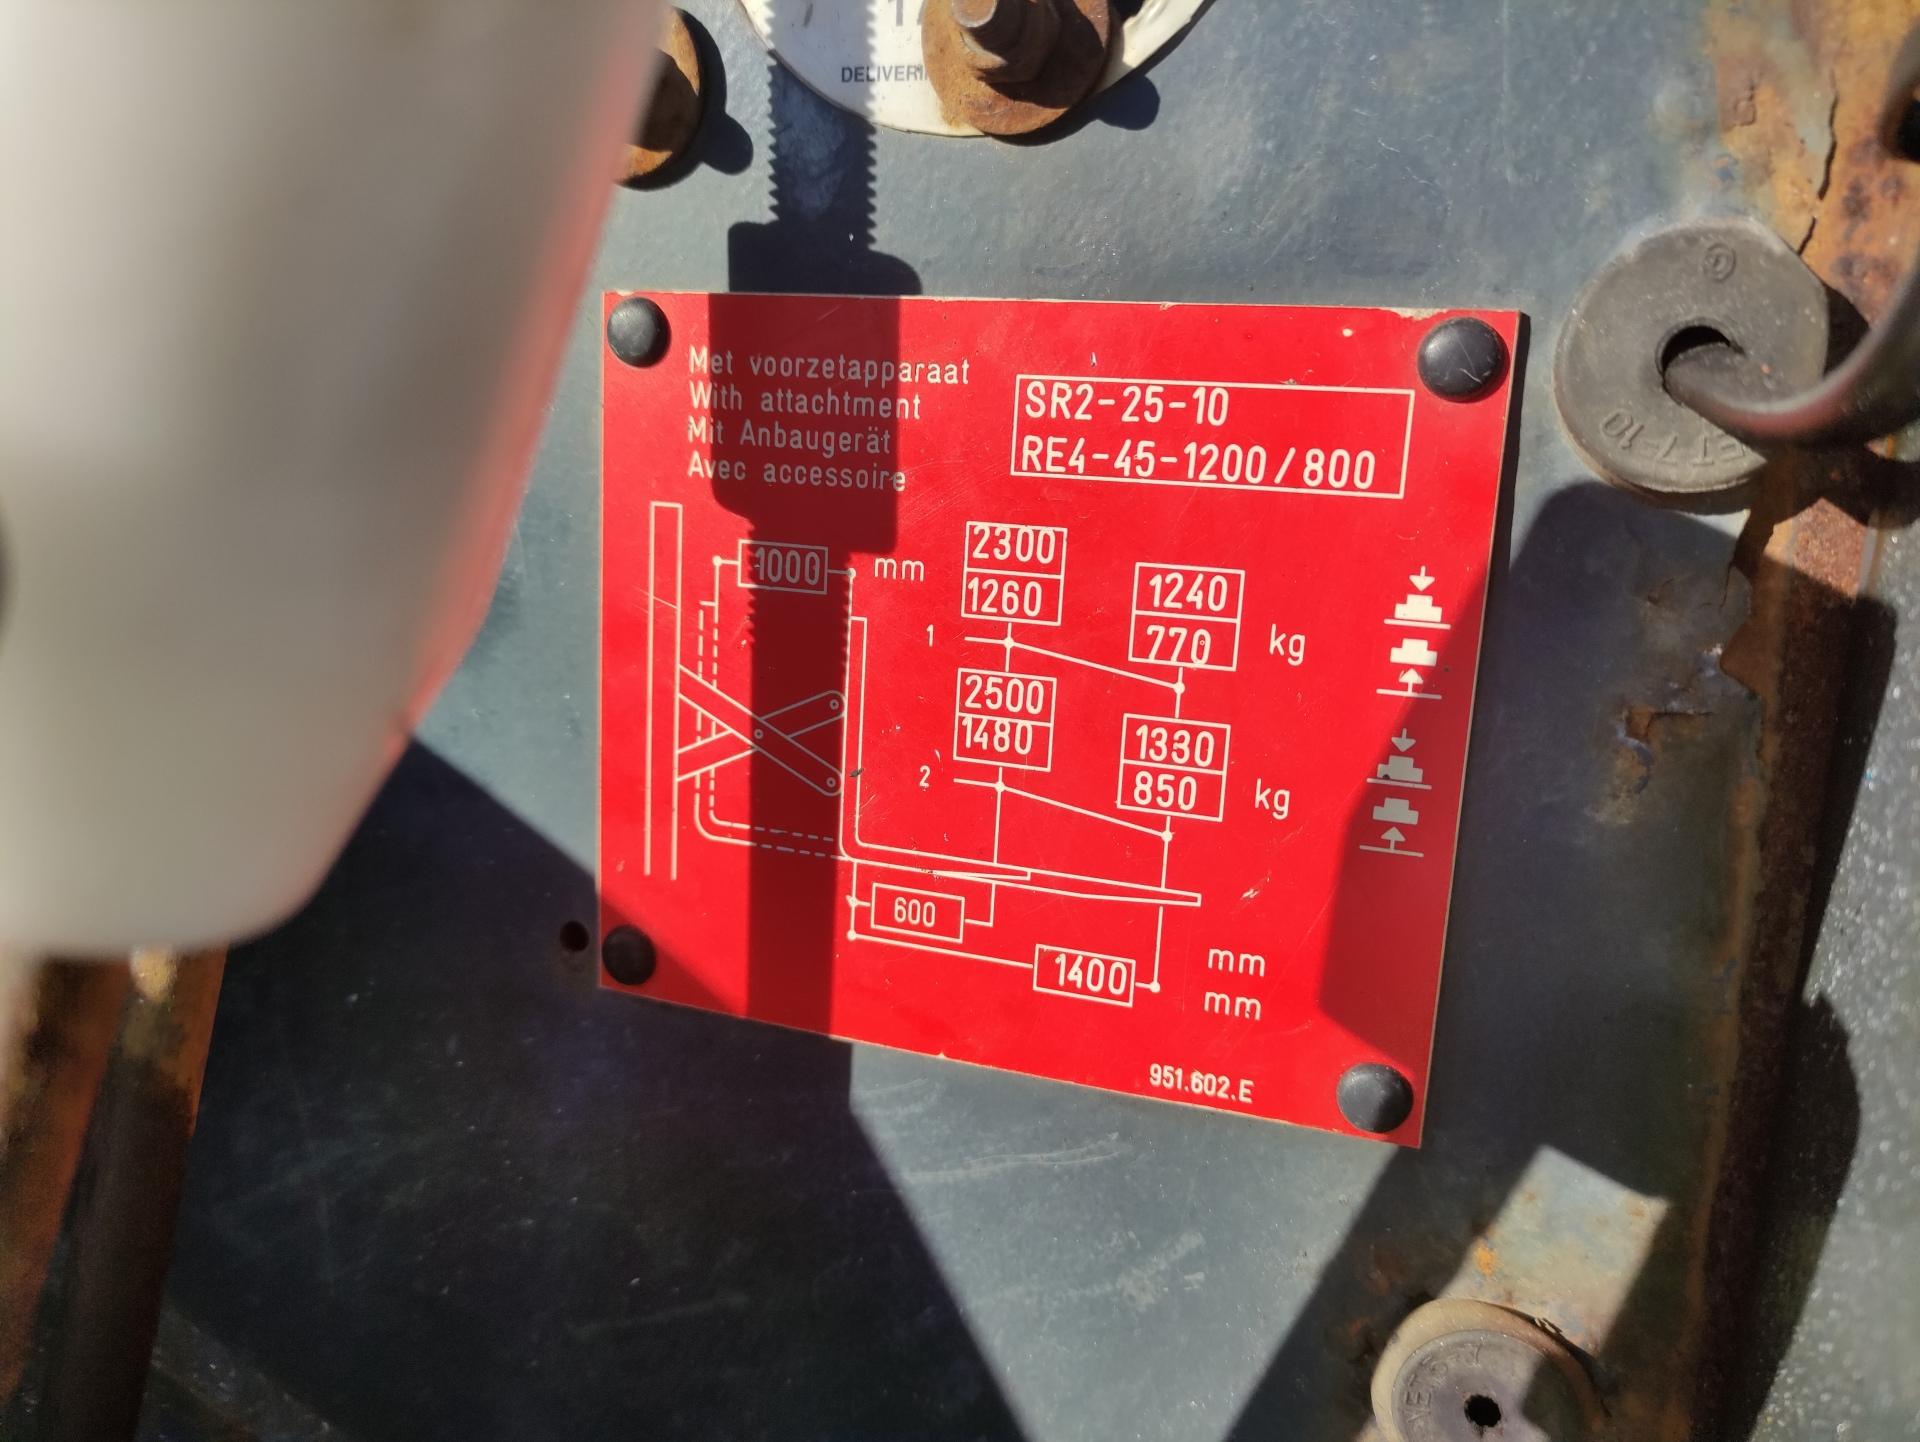 DELIVERI
Met voorzetapparaat
With attachtment
Mit Anbaugerät
Avec accessoire
SR2-25-10
RE4-45-1200/800
1000 mm
2300
1260
1240
770
1
kg
2500
1480
1330
850
2
kg
600
1400
mm
mm
951.602.E